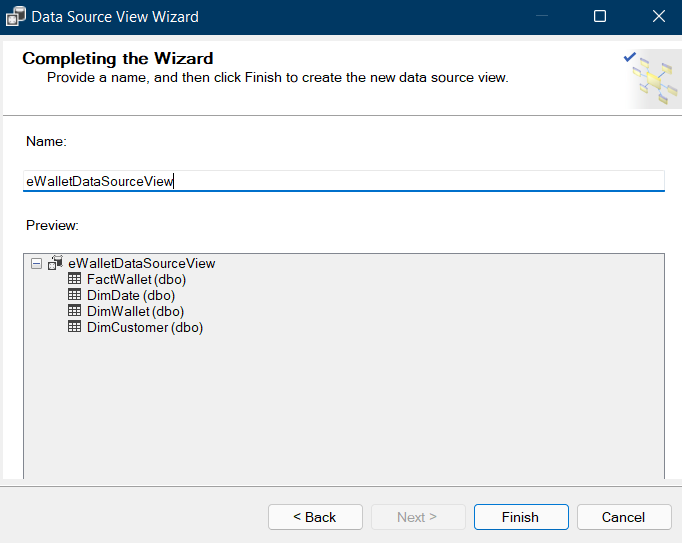 Data Source View Wizard
Completing the Wizard
Provide a name, and then click Finish to create the new data source view.
Name:
eWalletDataSourceView
Preview:
eWalletDataSourceView
FactWallet (dbo)
DimDate (dbo)
DimWallet (dbo)
DimCustomer (dbo)
< Back
Next >
Finish
Cancel